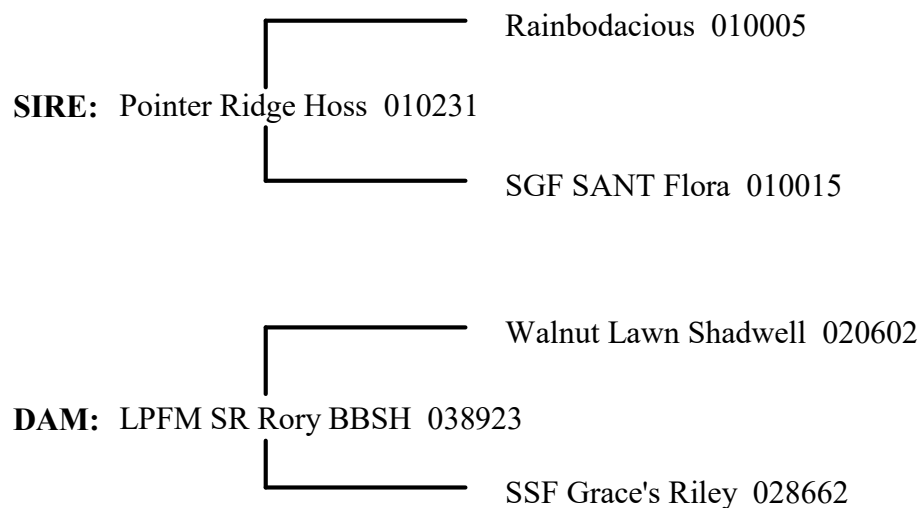 Rainbodacious 010005
SIRE: Pointer Ridge Hoss 010231
SGF SANT Flora 010015
Walnut Lawn Shadwell 020602
DAM: LPFM SR Rory BBSH 038923
SSF Grace's Riley 028662